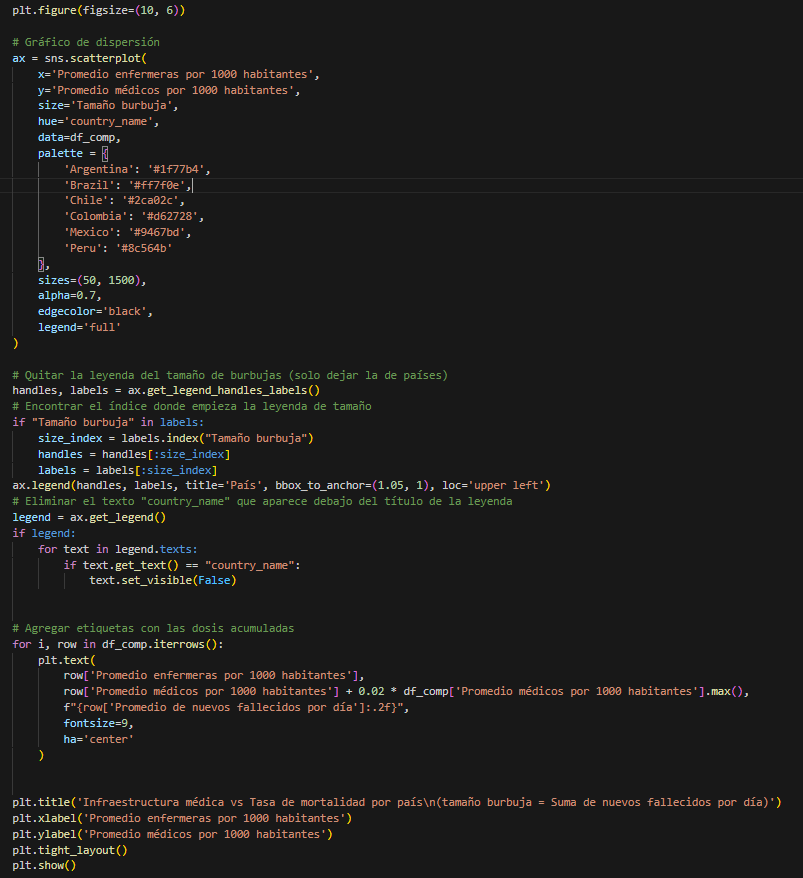 plt.figure(figsize=(10, 6))

# Gráfico de dispersión
ax = sns.scatterplot(
    x='Promedio enfermeras por 1000 habitantes',
    y='Promedio médicos por 1000 habitantes',
    size='Tamaño burbuja',
    hue='country_name',
    data=df_comp,
    palette = {
        'Argentina': '#1f77b4',
        'Brazil': '#ff7f0e',
        'Chile': '#2ca02c',
        'Colombia': '#d62728',
        'Mexico': '#9467bd',
        'Peru': '#8c564b'
    },
    sizes=(50, 1500),
    alpha=0.7,
    edgecolor='black',
    legend='full'
)

# Quitar la leyenda del tamaño de burbujas (solo dejar la de países)
handles, labels = ax.get_legend_handles_labels()
# Encontrar el índice donde empieza la leyenda de tamaño
if "Tamaño burbuja" in labels:
    size_index = labels.index("Tamaño burbuja")
    handles = handles[:size_index]
    labels = labels[:size_index]
ax.legend(handles, labels, title='País', bbox_to_anchor=(1.05, 1), loc='upper left')
# Eliminar el texto "country_name" que aparece debajo del título de la leyenda
legend = ax.get_legend()
if legend:
    for text in legend.texts:
        if text.get_text() == "country_name":
            text.set_visible(False)

# Agregar etiquetas con las dosis acumuladas
for i, row in df_comp.iterrows():
    plt.text(
        row['Promedio enfermeras por 1000 habitantes'],
        row['Promedio médicos por 1000 habitantes'] + 0.02 * df_comp['Promedio médicos por 1000 habitantes'].max(),
        f"{row['Promedio de nuevos fallecidos por día']:.2f}",
        fontsize=9,
        ha='center'
    )

plt.title('Infraestructura médica vs Tasa de mortalidad por país\n(tamaño burbuja = Suma de nuevos fallecidos por día)')
plt.xlabel('Promedio enfermeras por 1000 habitantes')
plt.ylabel('Promedio médicos por 1000 habitantes')
plt.tight_layout()
plt.show()